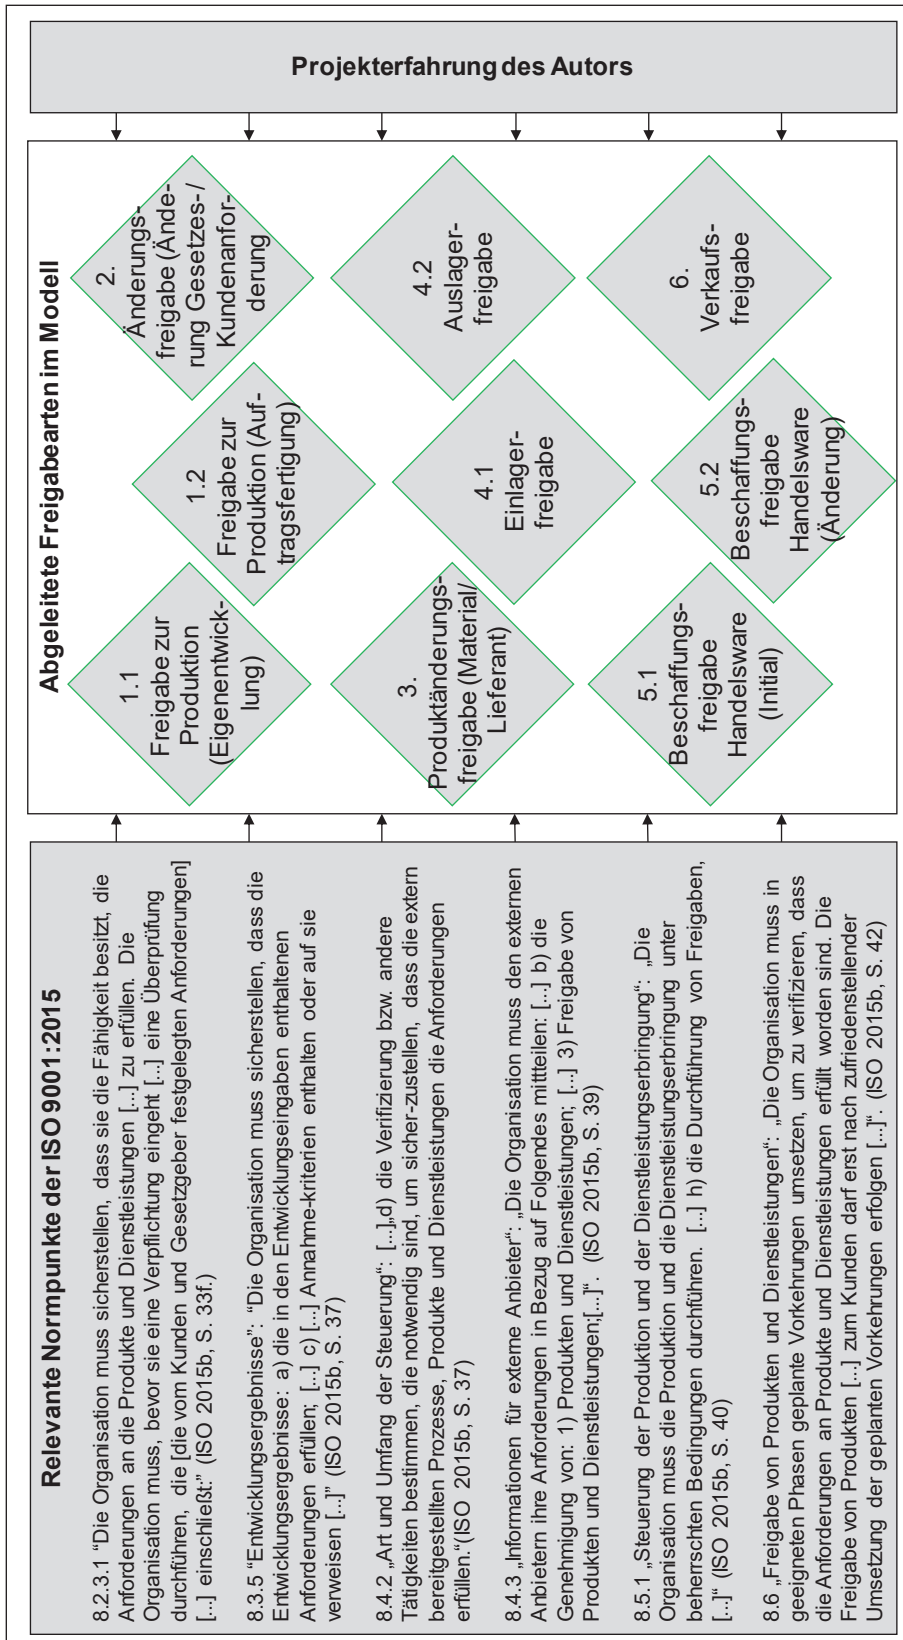 Relevante Normpunkte der ISO 9001:2015
8.2.3.1 “Die Organisation muss sicherstellen, dass sie die Fähigkeit besitzt, die
Anforderungen an die Produkte und Dienstleistungen [...] zu erfüllen. Die
Organisation muss, bevor sie eine Verpflichtung eingeht [...] eine Überprüfung
durchführen, die [die vom Kunden und Gesetzgeber festgelegten Anforderungen]
[...] einschließt:” (ISO 2015b, S. 33f.)
8.3.5 “Entwicklungsergebnisse”: “Die Organisation muss sicherstellen, dass die
Entwicklungsergebnisse: a) die in den Entwicklungseingaben enthaltenen
Anforderungen erfüllen; [...] c) [...] Annahme-kriterien enthalten oder auf sie
verweisen [...]” (ISO 2015b, S. 37)
8.4.2 „Art und Umfang der Steuerung“: [...]„d) die Verifizierung bzw. andere
Tätigkeiten bestimmen, die notwendig sind, um sicher-zustellen, dass die extern
bereitgestellten Prozesse, Produkte und Dienstleistungen die Anforderungen
erfüllen.“(ISO 2015b, S. 37)
8.4.3 „Informationen für externe Anbieter“: „Die Organisation muss den externen
Anbietern ihre Anforderungen in Bezug auf Folgendes mittteilen: [...] b) die
Genehmigung von: 1) Produkten und Dienstleistungen; [...] 3) Freigabe von
Produkten und Dienstleistungen;[...]“. (ISO 2015b, S. 39)
8.5.1 „Steuerung der Produktion und der Dienstleistungserbringung“: „Die
Organisation muss die Produktion und die Dienstleistungserbringung unter
beherrschten Bedingungen durchführen. [...] h) die Durchführung von Freigaben,
[...]“ (ISO 2015b, S. 40)
8.6 „Freigabe von Produkten und Dienstleistungen“: „Die Organisation muss in
geeigneten Phasen geplante Vorkehrungen umsetzen, um zu verifizieren, dass
die Anforderungen an Produkte und Dienstleistungen erfüllt worden sind. Die
Freigabe von Produkten [...] zum Kunden darf erst nach zufriedenstellender
Umsetzung der geplanten Vorkehrungen erfolgen [...]“. (ISO 2015b, S. 42)
Abgeleitete Freigabearten im Modell
1.1
Freigabe zur
Produktion
(Eigenentwick-
lung)
1.2
Freigabe zur
Produktion (Auf-
tragsfertigung)
2.
Änderungs-
freigabe (Ände-
rung Gesetzes-/
Kundenanfor-
derung
3.
Produktänderungs-
freigabe (Material/
Lieferant)
4.1
Einlager-
freigabe
4.2
Auslager-
freigabe
5.1
Beschaffungs-
freigabe
Handelsware
(Initial)
5.2
Beschaffungs-
freigabe
Handelsware
(Änderung)
6.
Verkaufs-
freigabe
Projekterfahrung des Autors